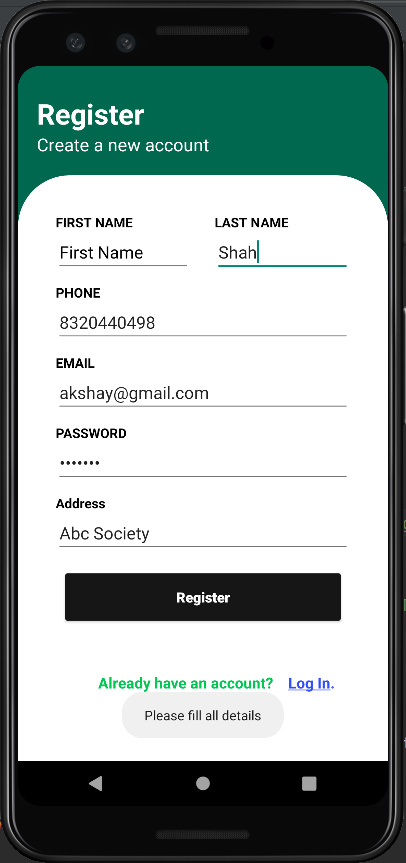 Register
Create a new account
FIRST NAME LAST NAME
First Name Shah
PHONE
8320440498
EMAIL
akshay@gmail.com
PASSWORD
•••••••
Address
Abc Society
Register
Already have an account? Log In.
Please fill all details